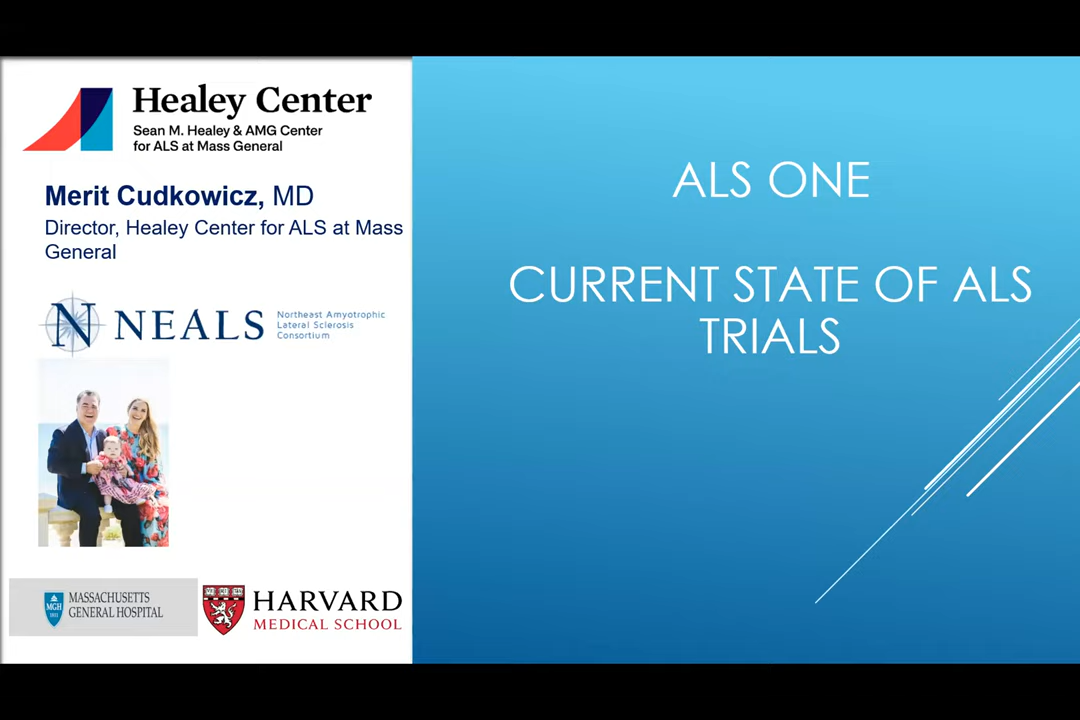 Healey Center
Sean M. Healey & AMG Center
for ALS at Mass General
Merit Cudkowicz, MD
Director, Healey Center for ALS at Mass
General
N NEALS
Northeast Amyotrophic
Lateral Sclerosis
Consortium
MGH
1811
MASSACHUSETTS
GENERAL HOSPITAL
HARVARD
MEDICAL SCHOOL
ALS ONE
CURRENT STATE OF ALS
TRIALS